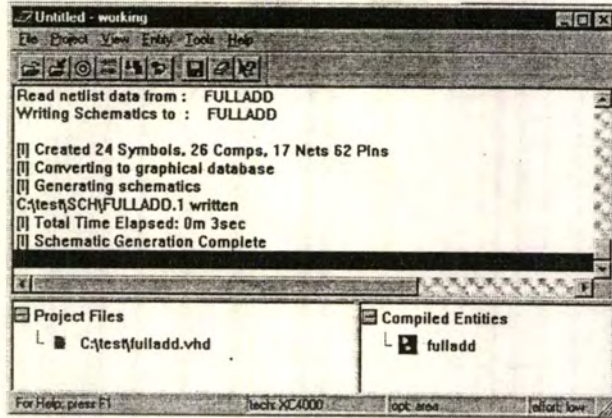 Untitled - working
File Project View Entity Tools Help
Read netlist data from : FULLADD
Writing Schematics to : FULLADD
[I] Created 24 Symbols, 26 Comps, 17 Nets 62 Pins
[I] Converting to graphical database
[I] Generating schematics
C:\test\SCH\FULLADD.1 written
[I] Total Time Elapsed: 0m 3sec
[I] Schematic Generation Complete
Project Files
C:\test\fulladd.vhd
Compiled Entities
fulladd
For Help, press F1 tech: XC4000 opt: area effort: low